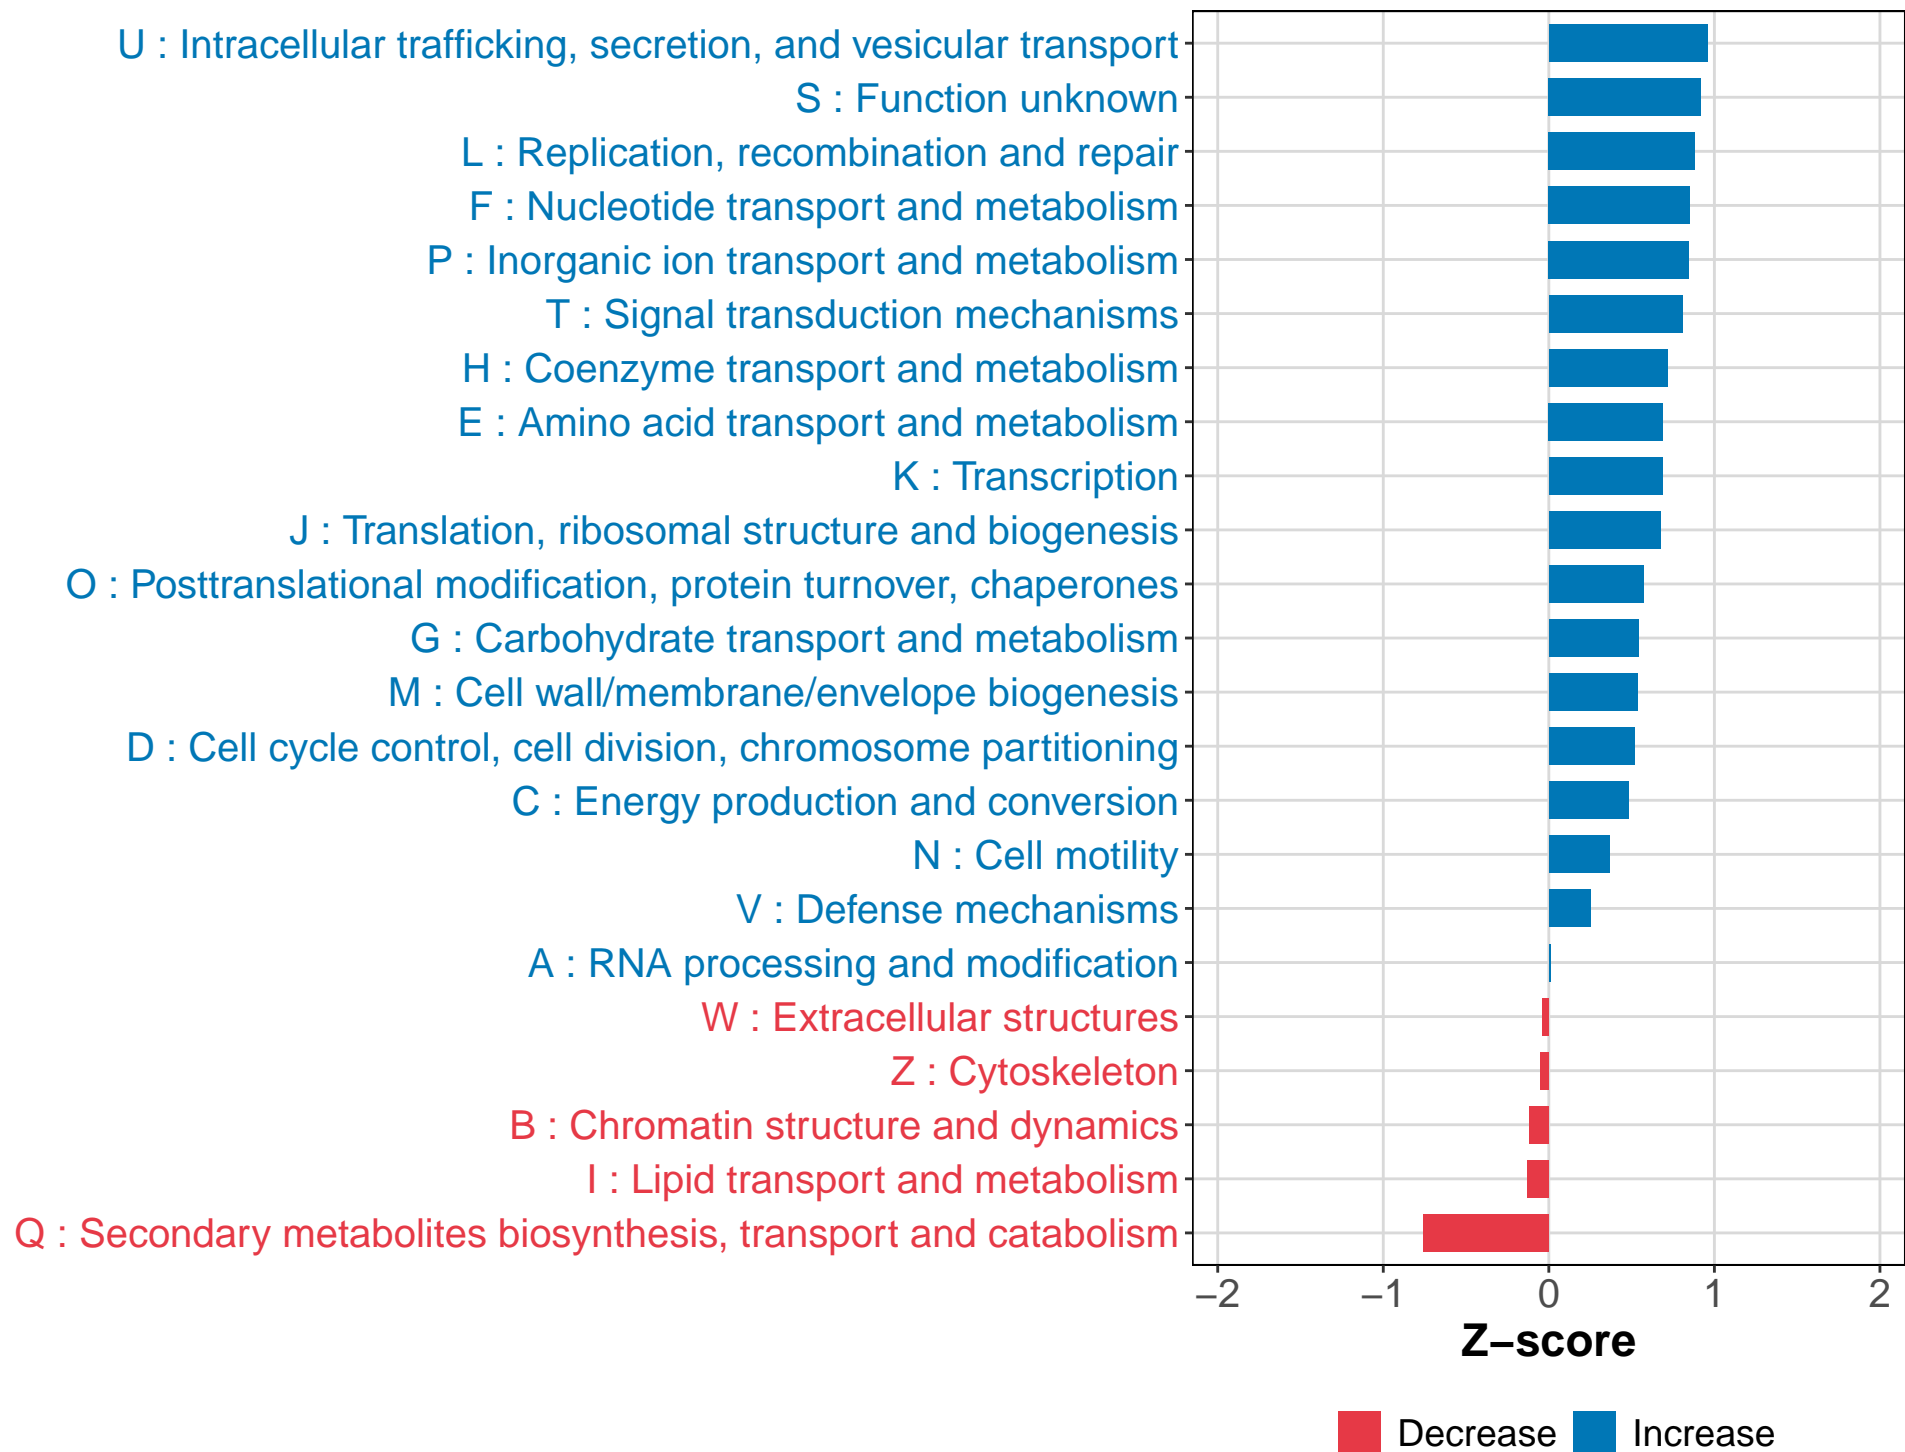 U : Intracellular trafficking, secretion, and vesicular transport
S : Function unknown
L : Replication, recombination and repair
F : Nucleotide transport and metabolism
P : Inorganic ion transport and metabolism
T : Signal transduction mechanisms
H : Coenzyme transport and metabolism
E : Amino acid transport and metabolism
K : Transcription
J : Translation, ribosomal structure and biogenesis
O : Posttranslational modification, protein turnover, chaperones
G : Carbohydrate transport and metabolism
M : Cell wall/membrane/envelope biogenesis
D : Cell cycle control, cell division, chromosome partitioning
C : Energy production and conversion
N : Cell motility
V : Defense mechanisms
A : RNA processing and modification
W : Extracellular structures
Z : Cytoskeleton
B : Chromatin structure and dynamics
I : Lipid transport and metabolism
Q : Secondary metabolites biosynthesis, transport and catabolism
−2 −1 0 1 2
Z−score
Decrease Increase